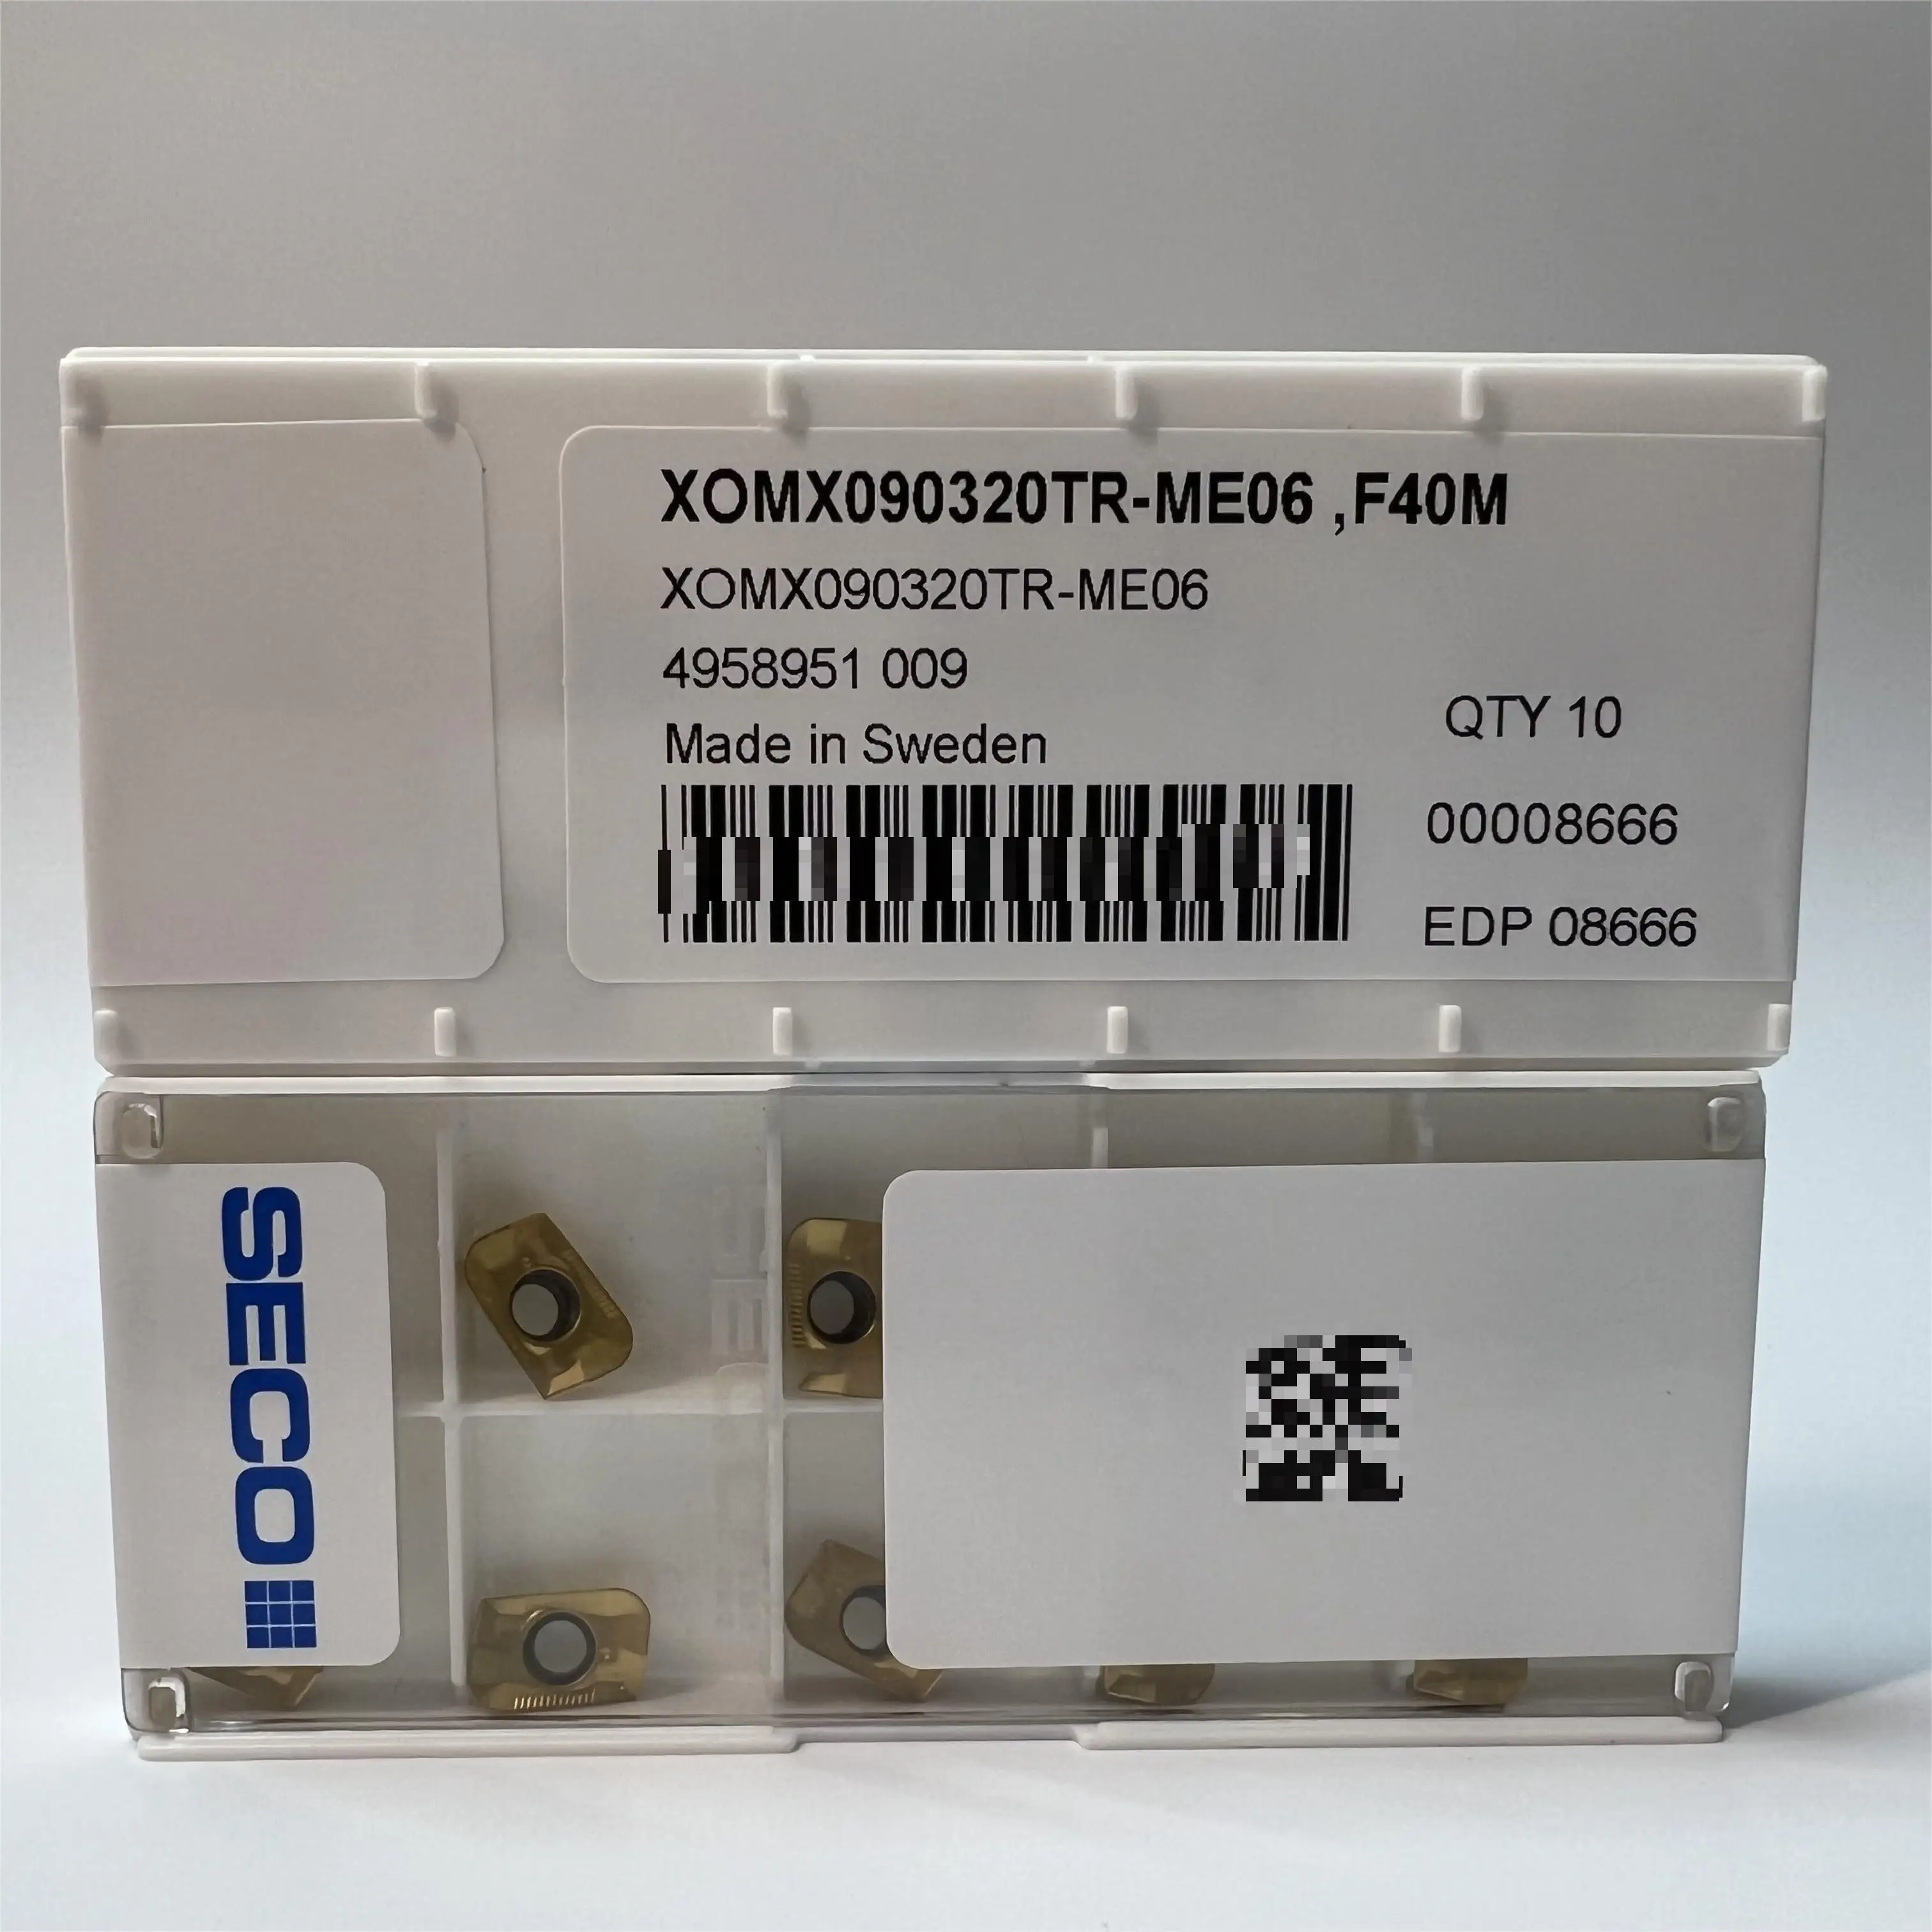 XOMX090320TR-ME06 ,F40M
XOMX090320TR-ME06
4958951 009
Made in Sweden
QTY 10
00008666
EDP 08666
SECO